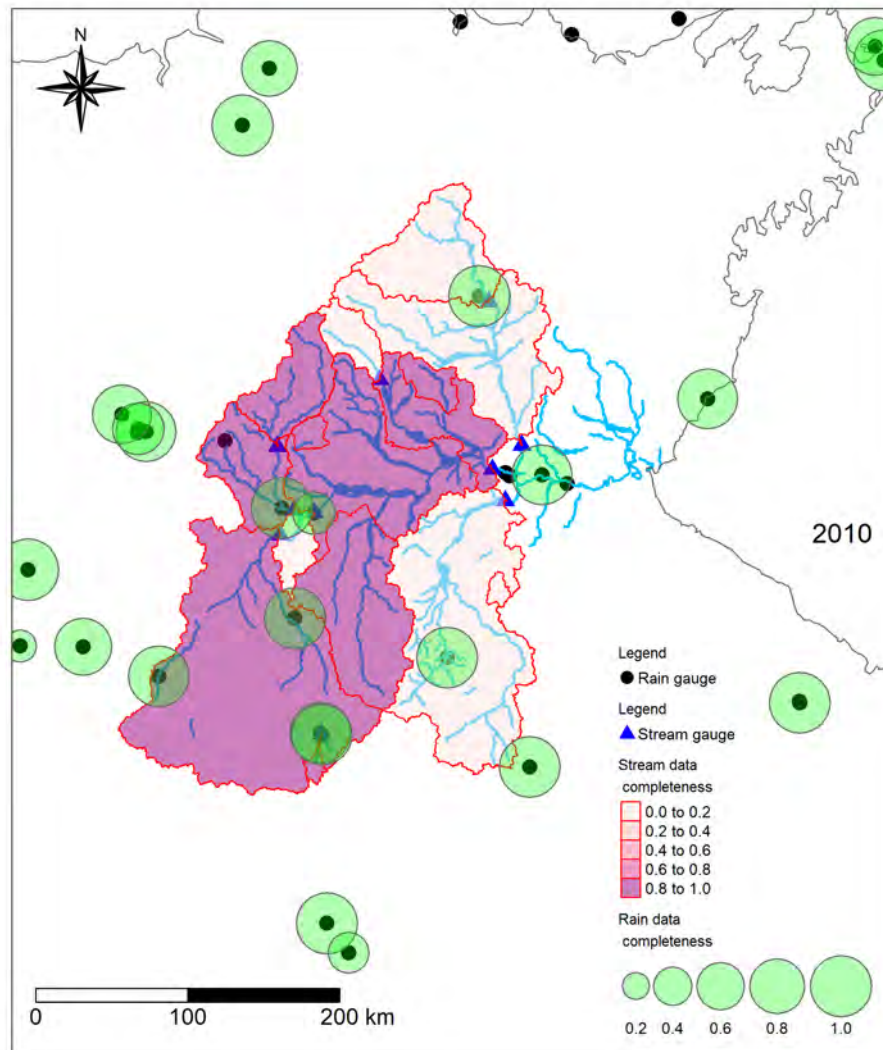 N
2010
Legend
Rain gauge
Legend
Stream gauge
Stream data
completeness
0.0 to 0.2
0.2 to 0.4
0.4 to 0.6
0.6 to 0.8
0.8 to 1.0
Rain data
completeness
0.2 0.4 0.6 0.8 1.0
0 100 200 km